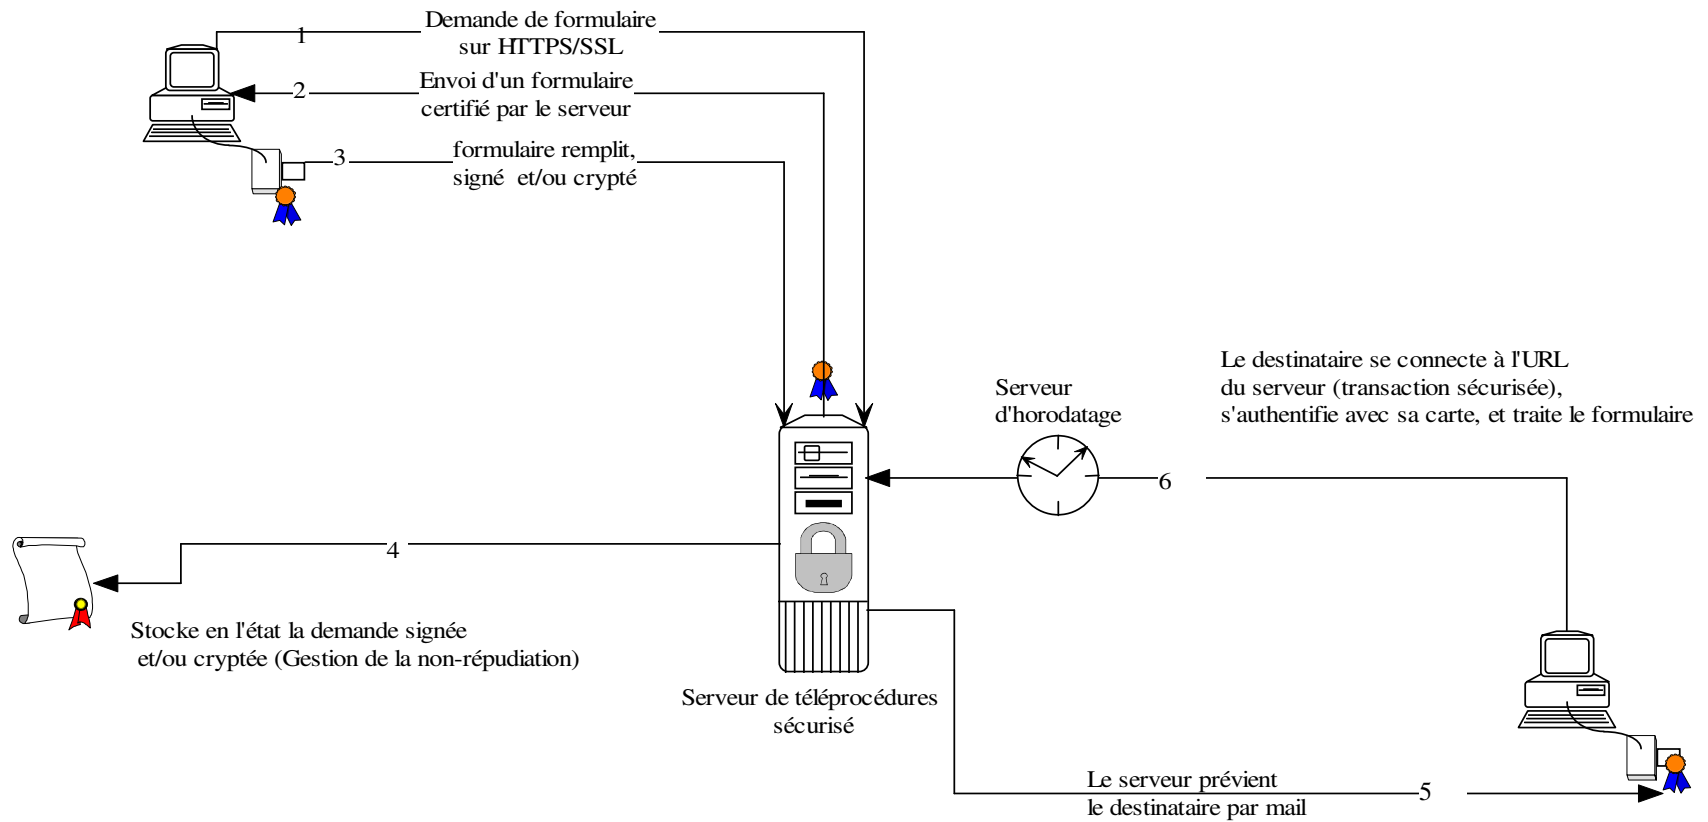 1
Demande de formulaire
sur HTTPS/SSL
2
Envoi d'un formulaire
certifié par le serveur
3
formulaire remplit,
signé et/ou crypté
Le destinataire se connecte à l'URL
du serveur (transaction sécurisée),
s'authentifie avec sa carte, et traite le formulaire
Serveur
d'horodatage
6
4
Stocke en l'état la demande signée
et/ou cryptée (Gestion de la non-répudiation)
Serveur de téléprocédures
sécurisé
Le serveur prévient
le destinataire par mail
5